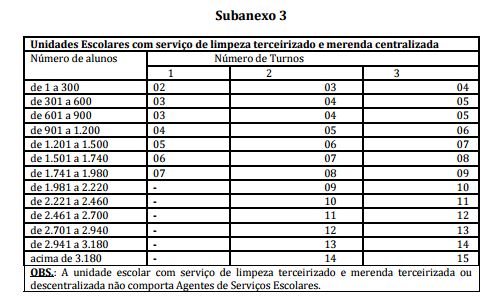 Subanexo 3
Unidades Escolares com serviço de limpeza terceirizado e merenda centralizada
Número de alunos Número de Turnos
1 2 3
de 1 a 300 02 03 04
de 301 a 600 03 04 05
de 601 a 900 03 04 05
de 901 a 1.200 04 05 06
de 1.201 a 1.500 05 06 07
de 1.501 a 1.740 06 07 08
de 1.741 a 1.980 07 08 09
de 1.981 a 2.220 - 09 10
de 2.221 a 2.460 - 10 11
de 2.461 a 2.700 - 11 12
de 2.701 a 2.940 - 12 13
de 2.941 a 3.180 - 13 14
acima de 3.180 - 14 15
OBS.: A unidade escolar com serviço de limpeza terceirizado e merenda terceirizada ou
descentralizada não comporta Agentes de Serviços Escolares.